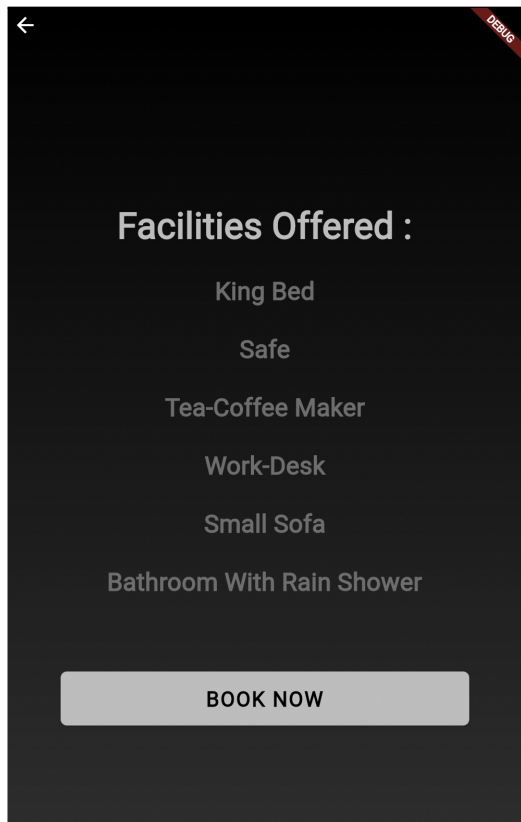 DEBUG
Facilities Offered :
King Bed
Safe
Tea-Coffee Maker
Work-Desk
Small Sofa
Bathroom With Rain Shower
BOOK NOW